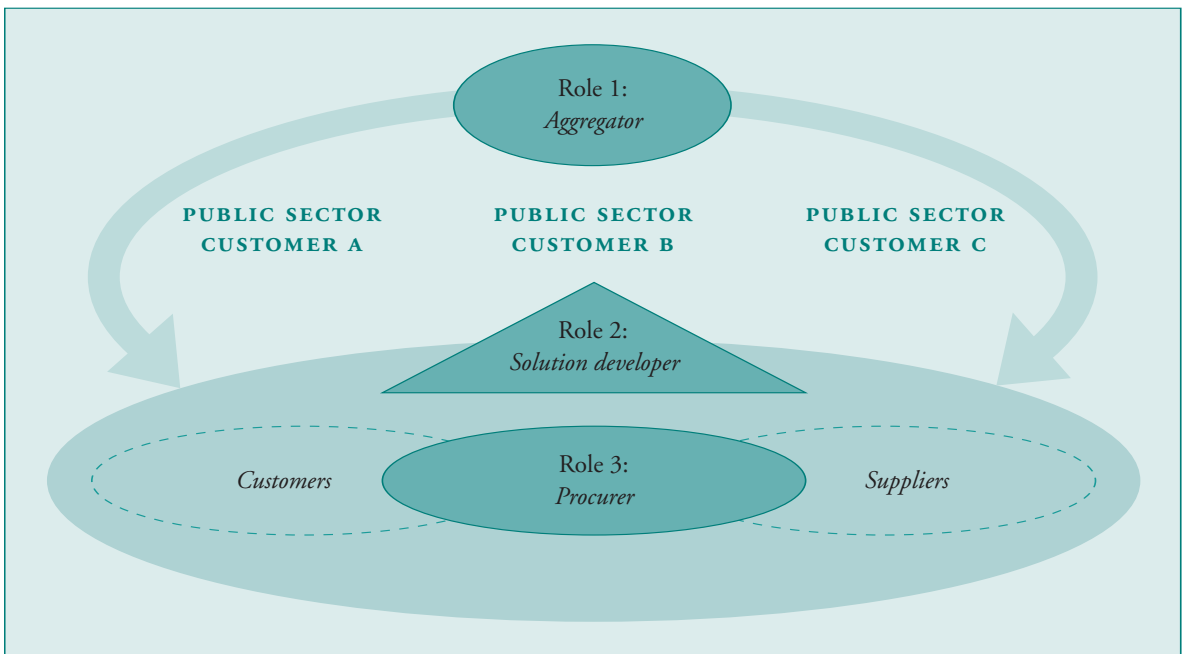 Role 1:
Aggregator
PUBLIC SECTOR
CUSTOMER A
PUBLIC SECTOR
CUSTOMER B
PUBLIC SECTOR
CUSTOMER C
Role 2:
Solution developer
Customers
Role 3:
Procurer
Suppliers